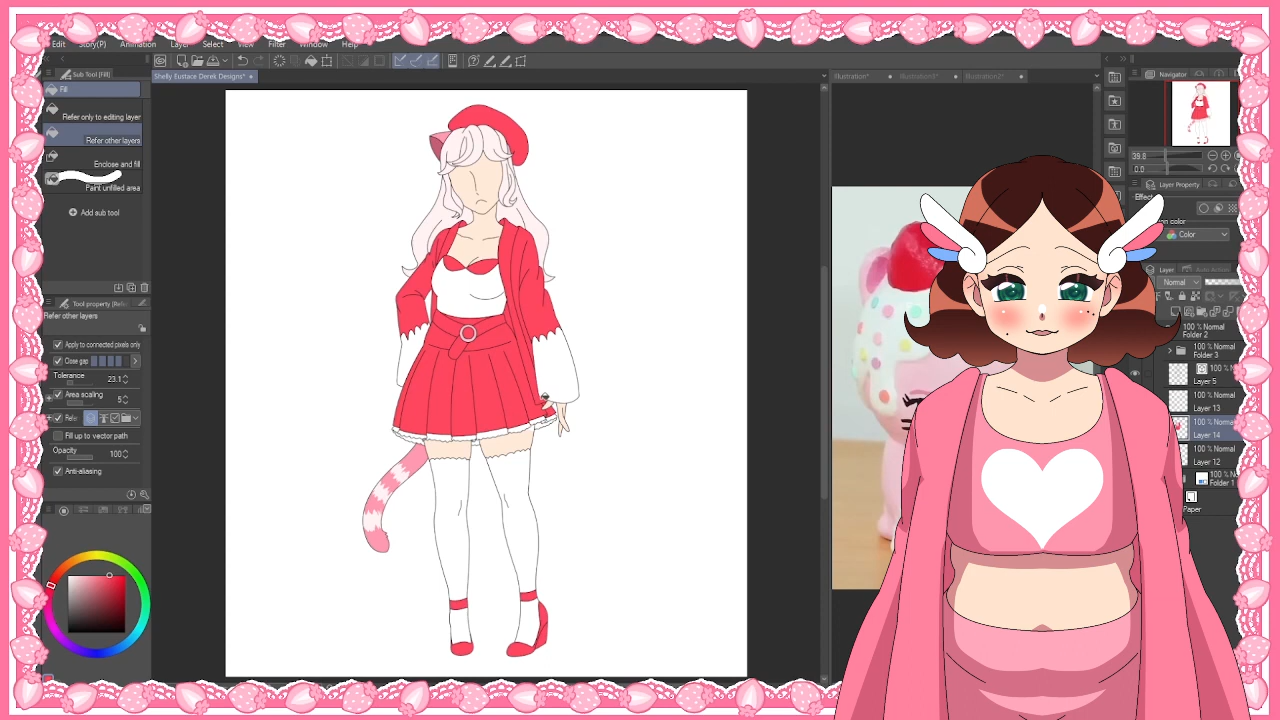 Edit
Story(P)
Animation
Layer
Select
View
Filter
Window
Help
Sub Tool [Fill]
Shelly Eustace Derek Designs*
Illustration*
Illustration1*
Illustration2*
Navigator
Fill
Refer only to editing layer
Refer other layers
Enclose and fill
Paint unfilled area
Add sub tool
39.8
0.0
Layer Property
Effect
Color
Tool property
Refer other layers
Apply to connected pixels only
Close gap
Tolerance
23.1
Area scaling
5
Fill up to vector path
Opacity
100
Anti-aliasing
Layer
Auto Action
Normal
100 % Normal
Folder 2
100 % Normal
Folder 3
Layer 5
100 % Normal
Layer 13
Layer 14
100 % Normal
Layer 12
Folder 1
Paper